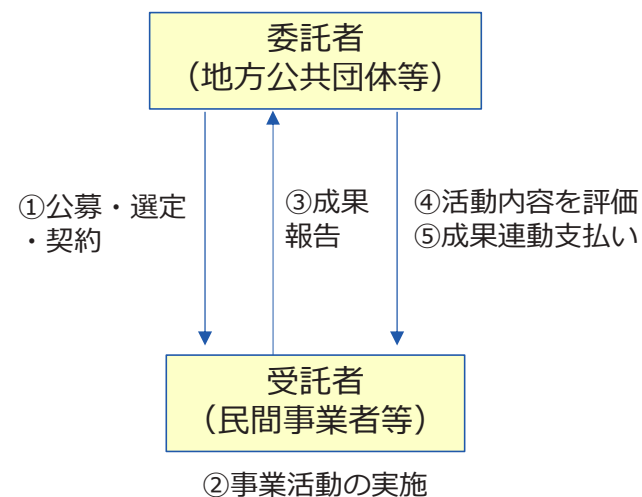 委託者
（地方公共団体等）
①公募・選定
・契約
③成果
報告
④活動内容を評価
⑤成果連動支払い
受託者
（民間事業者等）
②事業活動の実施